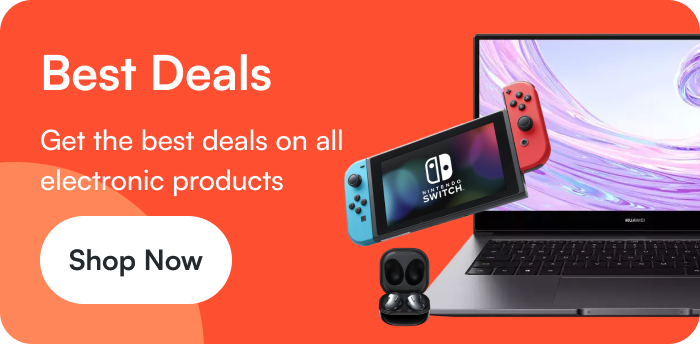 Best Deals
Get the best deals on all
electronic products
Shop Now
NINTENDO
SWITCH
HUAWEI